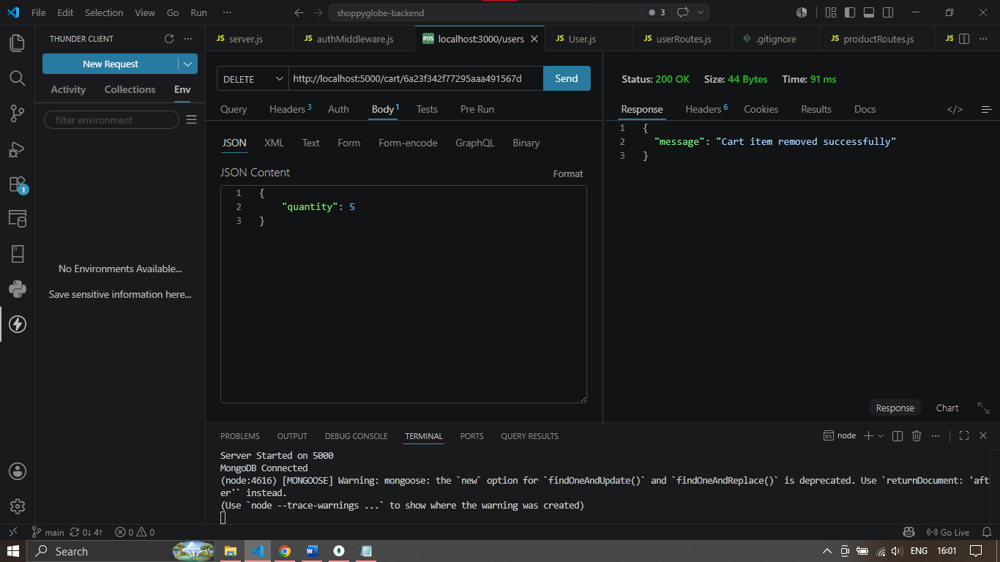 File Edit Selection View Go Run ···
shoppyglobe-backend
3
THUNDER CLIENT
New Request
Activity Collections Env
filter environment
No Environments Available...
Save sensitive information here...
1
JS server.js
JS authMiddleware.js
POS localhost:3000/users
JS User.js
JS userRoutes.js
.gitignore
JS productRoutes.js
JS
DELETE http://localhost:5000/cart/6a23f342f77295aaa491567d Send
Query Headers 3 Auth Body 1 Tests Pre Run
JSON XML Text Form Form-encode GraphQL Binary
JSON Content Format
1 {
2 "quantity": 5
3 }
Status: 200 OK Size: 44 Bytes Time: 91 ms
Response Headers 6 Cookies Results Docs </>
1 {
2 "message": "Cart item removed successfully"
3 }
Response Chart
PROBLEMS OUTPUT DEBUG CONSOLE TERMINAL PORTS QUERY RESULTS
node
Server Started on 5000
MongoDB Connected
(node:4616) [MONGOOSE] Warning: mongoose: the `new` option for `findOneAndUpdate()` and `findOneAndReplace()` is deprecated. Use `returnDocument: 'aft
er'` instead.
(Use `node --trace-warnings ...` to show where the warning was created)
main 0↓ 4↑ 0 0 Go Live
Search ENG 16:01